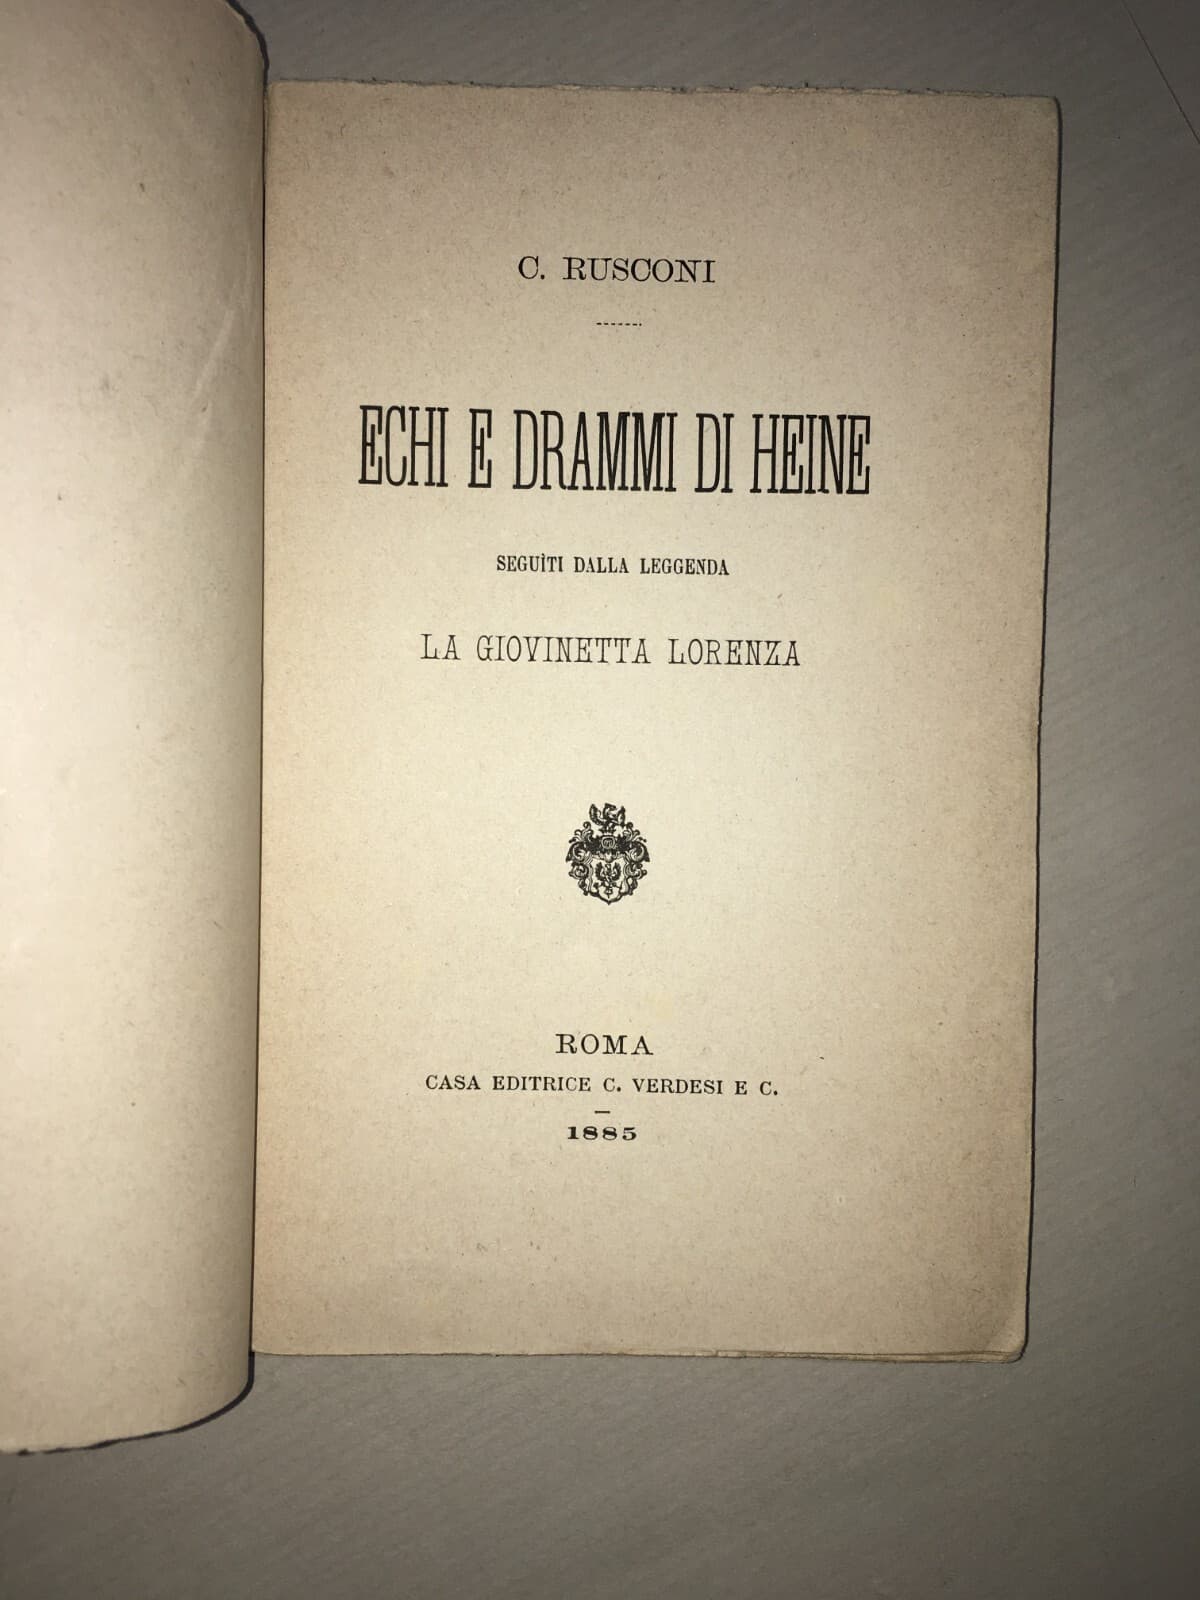 C. RUSCONI
ECHI E DRAMMI DI HEINE
SEGUÌTI DALLA LEGGENDA
LA GIOVINETTA LORENZA
ROMA
CASA EDITRICE C. VERDESI E C.
1885